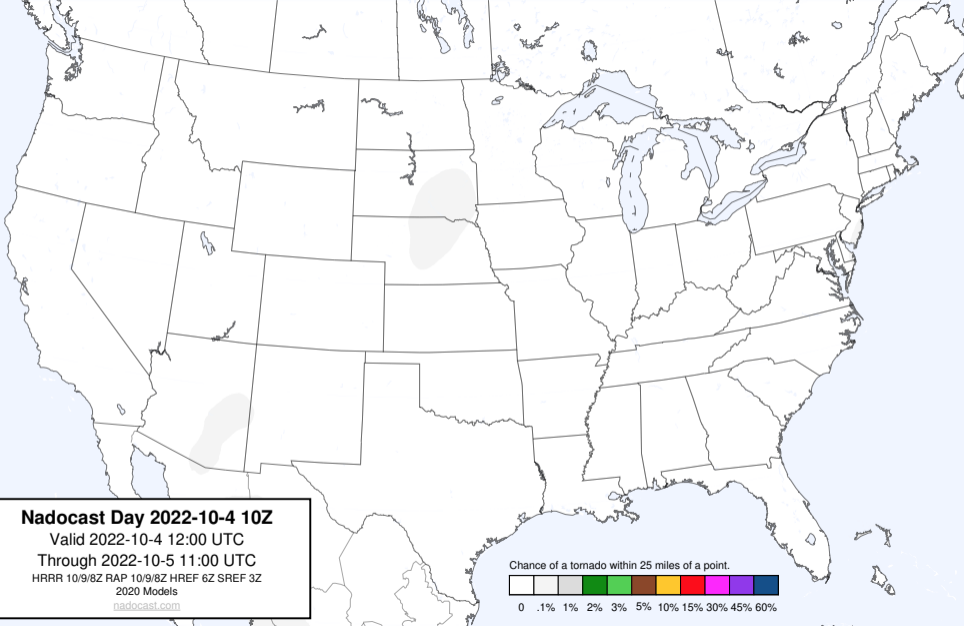 Nadocast Day 2022-10-4 10Z
Valid 2022-10-4 12:00 UTC
Through 2022-10-5 11:00 UTC
HRRR 10/9/8Z RAP 10/9/8Z HREF 6Z SREF 3Z
2020 Models
nadocast.com
Chance of a tornado within 25 miles of a point.
0 .1% 1% 2% 3% 5% 10% 15% 30% 45% 60%